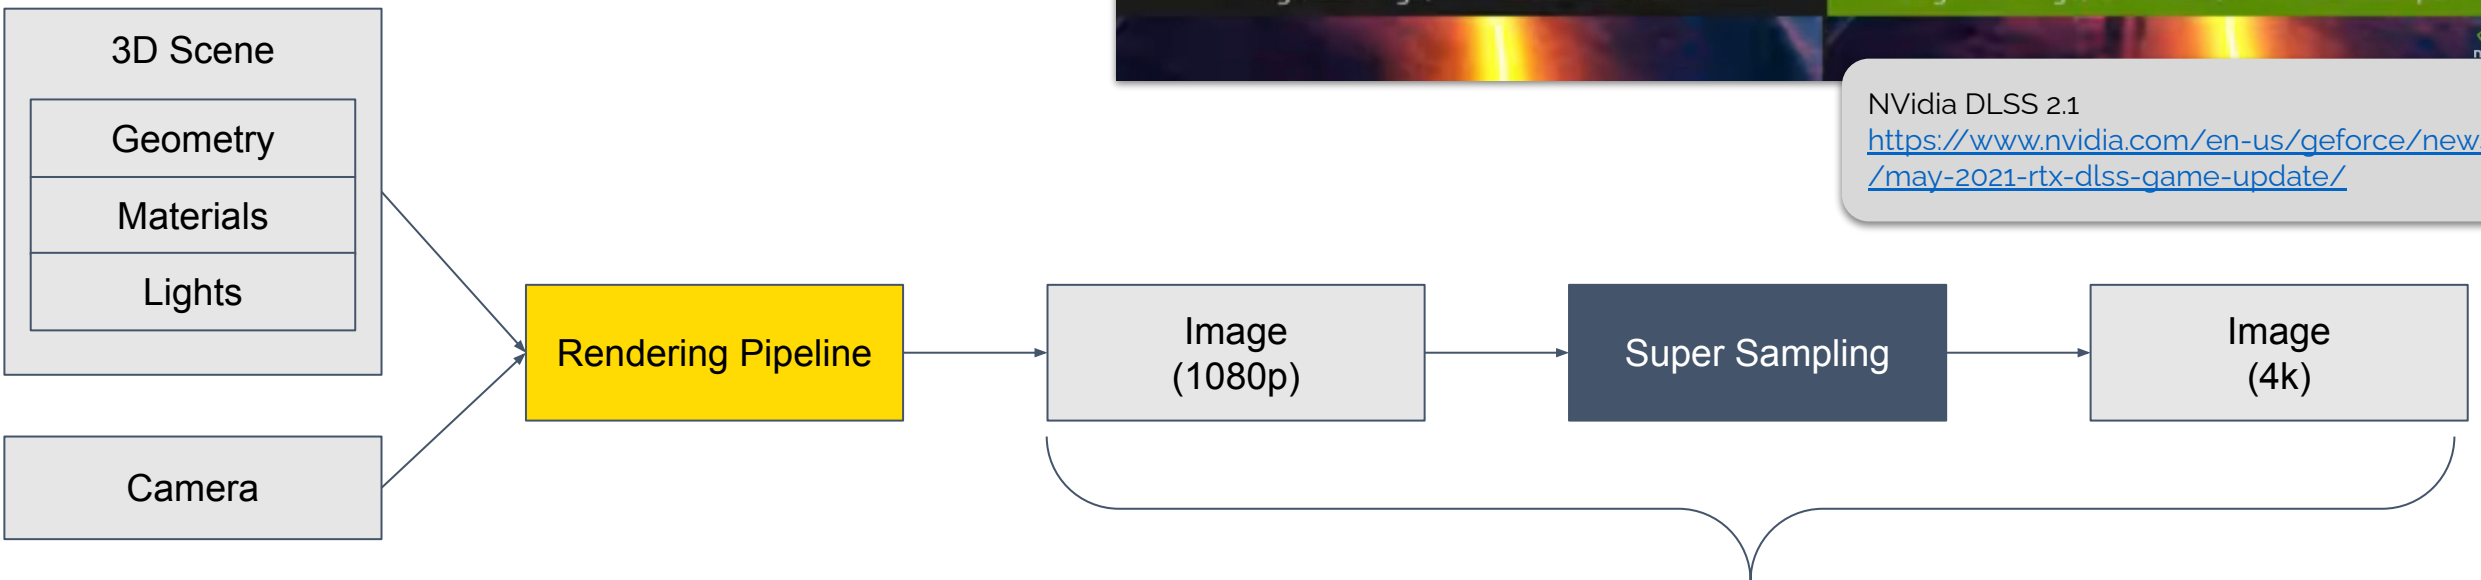 3D Scene
Geometry
Materials
Lights
Camera
Rendering Pipeline
Image
(1080p)
Super Sampling
Image
(4k)
NVidia DLSS 2.1
https://www.nvidia.com/en-us/geforce/news
/may-2021-rtx-dlss-game-update/